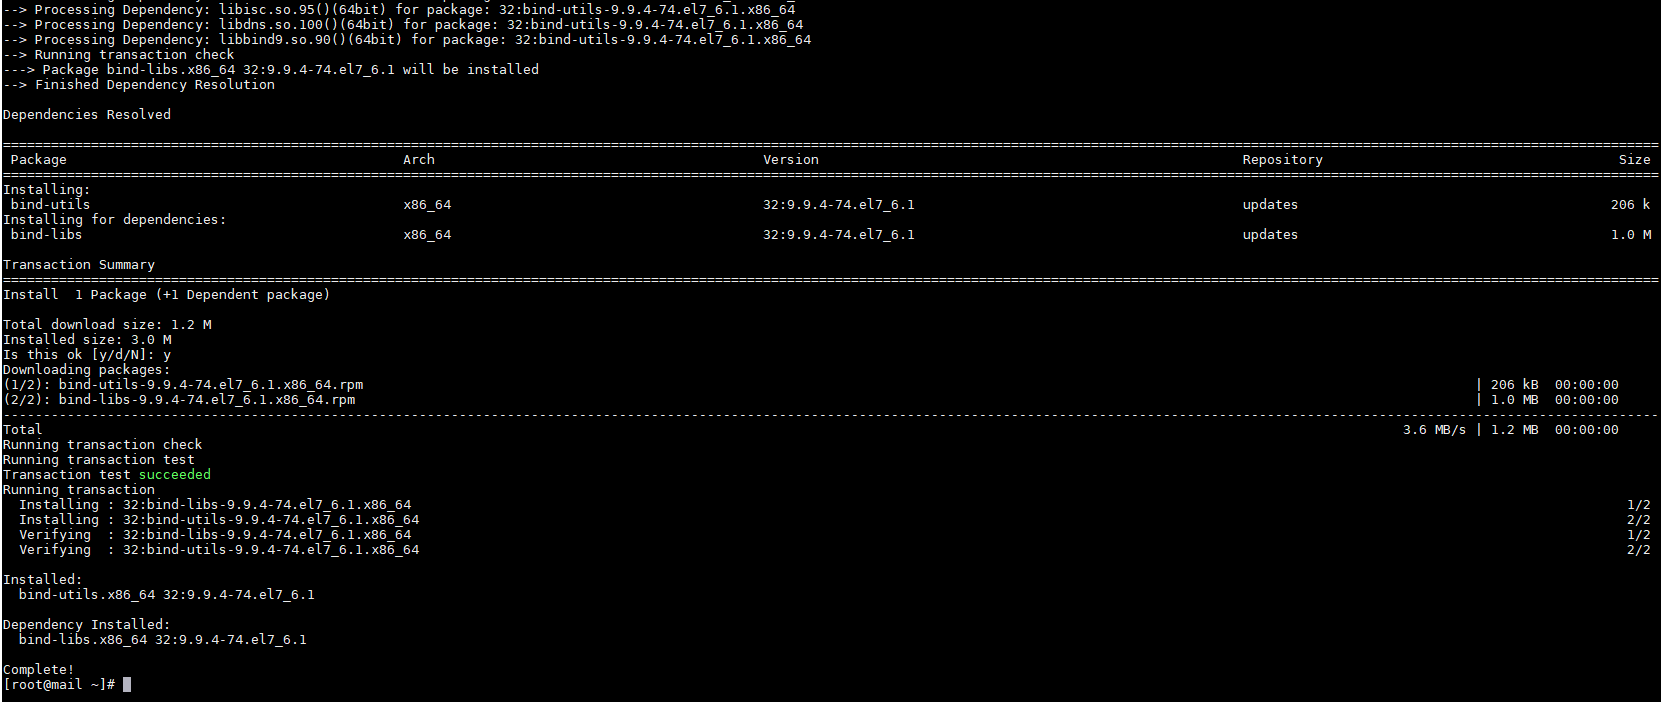 --> Processing Dependency: libisc.so.95()(64bit) for package: 32:bind-utils-9.9.4-74.el7_6.1.x86_64
--> Processing Dependency: libdns.so.100()(64bit) for package: 32:bind-utils-9.9.4-74.el7_6.1.x86_64
--> Processing Dependency: libbind9.so.90()(64bit) for package: 32:bind-utils-9.9.4-74.el7_6.1.x86_64
--> Running transaction check
---> Package bind-libs.x86_64 32:9.9.4-74.el7_6.1 will be installed
--> Finished Dependency Resolution

Dependencies Resolved

================================================================================
 Package Arch Version Repository Size
================================================================================
Installing:
 bind-utils x86_64 32:9.9.4-74.el7_6.1 updates 206 k
Installing for dependencies:
 bind-libs x86_64 32:9.9.4-74.el7_6.1 updates 1.0 M

Transaction Summary
================================================================================
Install  1 Package (+1 Dependent package)

Total download size: 1.2 M
Installed size: 3.0 M
Is this ok [y/d/N]: y
Downloading packages:
(1/2): bind-utils-9.9.4-74.el7_6.1.x86_64.rpm | 206 kB  00:00:00
(2/2): bind-libs-9.9.4-74.el7_6.1.x86_64.rpm | 1.0 MB  00:00:00
--------------------------------------------------------------------------------
Total 3.6 MB/s | 1.2 MB  00:00:00
Running transaction check
Running transaction test
Transaction test succeeded
Running transaction
  Installing : 32:bind-libs-9.9.4-74.el7_6.1.x86_64 1/2
  Installing : 32:bind-utils-9.9.4-74.el7_6.1.x86_64 2/2
  Verifying  : 32:bind-libs-9.9.4-74.el7_6.1.x86_64 1/2
  Verifying  : 32:bind-utils-9.9.4-74.el7_6.1.x86_64 2/2

Installed:
  bind-utils.x86_64 32:9.9.4-74.el7_6.1

Dependency Installed:
  bind-libs.x86_64 32:9.9.4-74.el7_6.1

Complete!
[root@mail ~]#